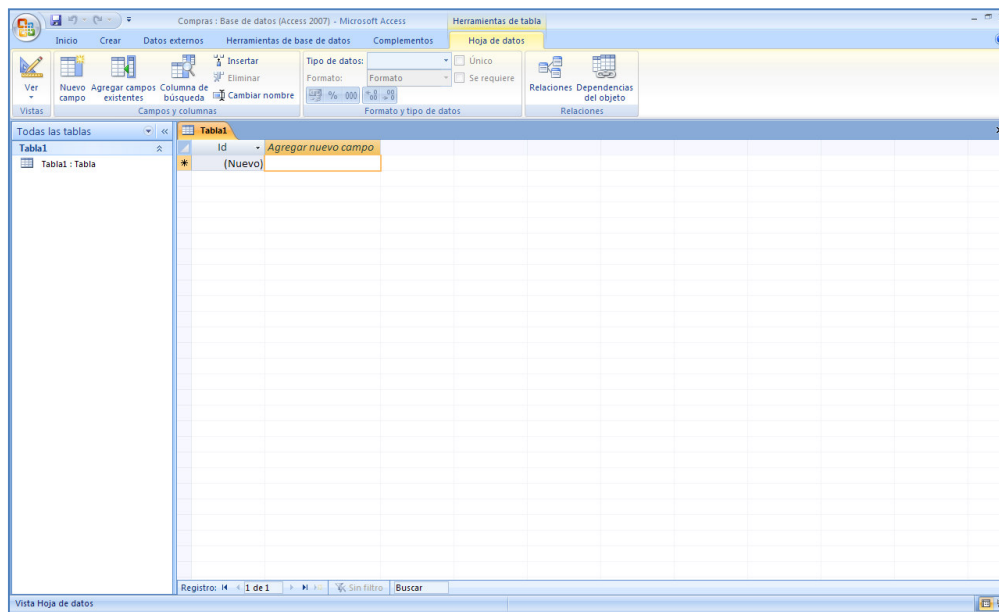 Compras : Base de datos (Access 2007) - Microsoft Access
Herramientas de tabla
Inicio Crear Datos externos Herramientas de base de datos Complementos Hoja de datos
Ver
Vistas
Nuevo campo
Agregar campos existentes
Columna de búsqueda
Insertar
Eliminar
Cambiar nombre
Campos y columnas
Tipo de datos:
Formato: Formato
% 000
Único
Se requiere
Formato y tipo de datos
Relaciones
Dependencias del objeto
Relaciones
Todas las tablas
Tabla1
Tabla1 : Tabla
Tabla1
Id Agregar nuevo campo
(Nuevo)
Registro: 1 de 1 Sin filtro Buscar
Vista Hoja de datos